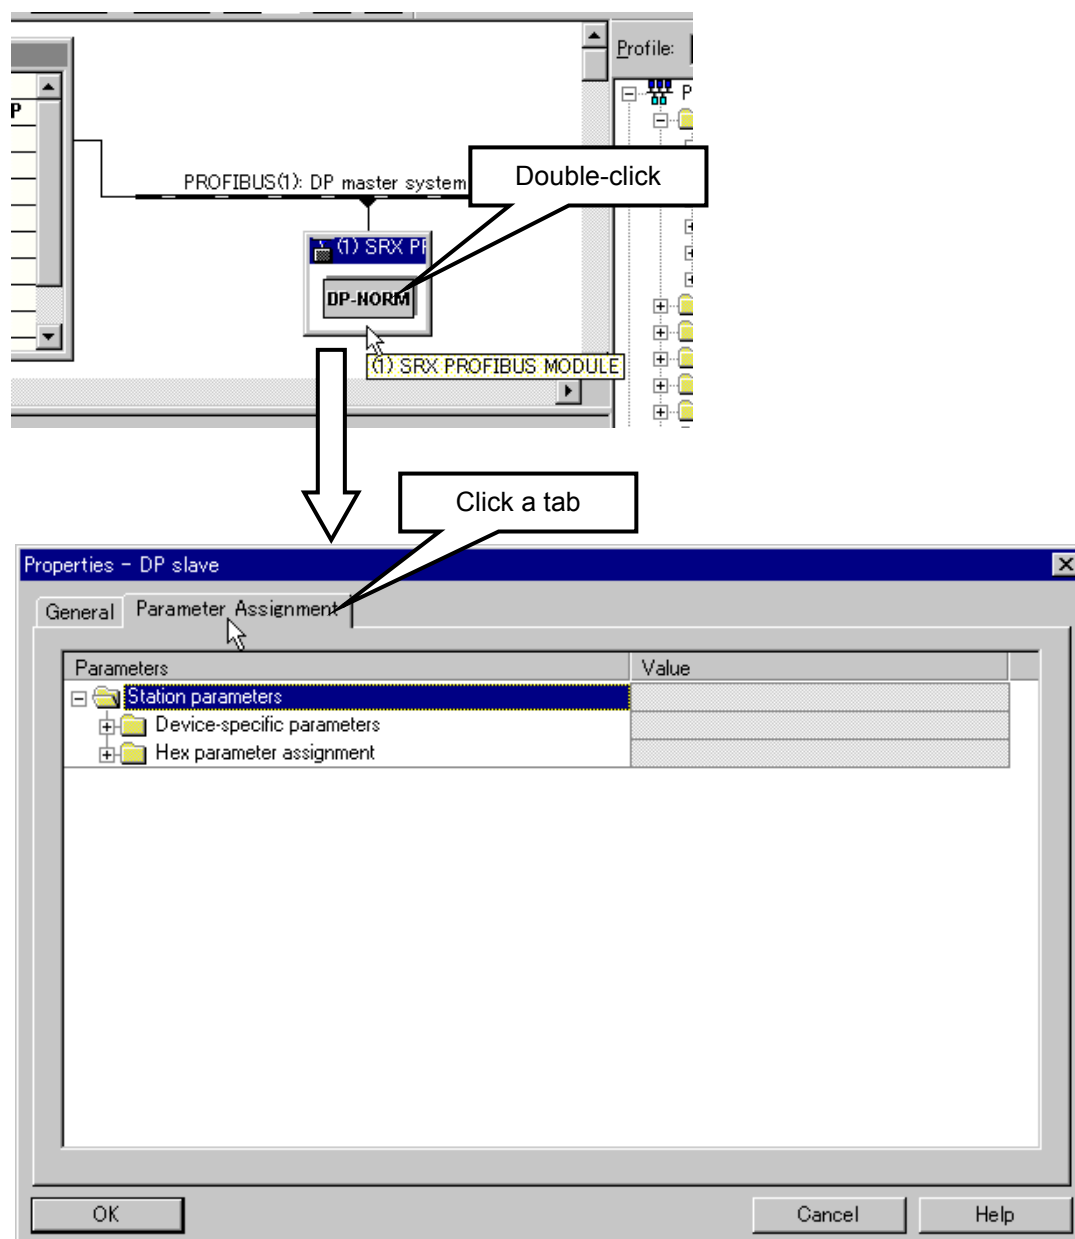 Profile:
P
P
Double-click
PROFIBUS(1): DP master system
(1) SRX PR
DP-NORM
(1) SRX PROFIBUS MODULE
Click a tab
Properties - DP slave
General
Parameter Assignment
Parameters
Value
Station parameters
Device-specific parameters
Hex parameter assignment
OK
Cancel
Help